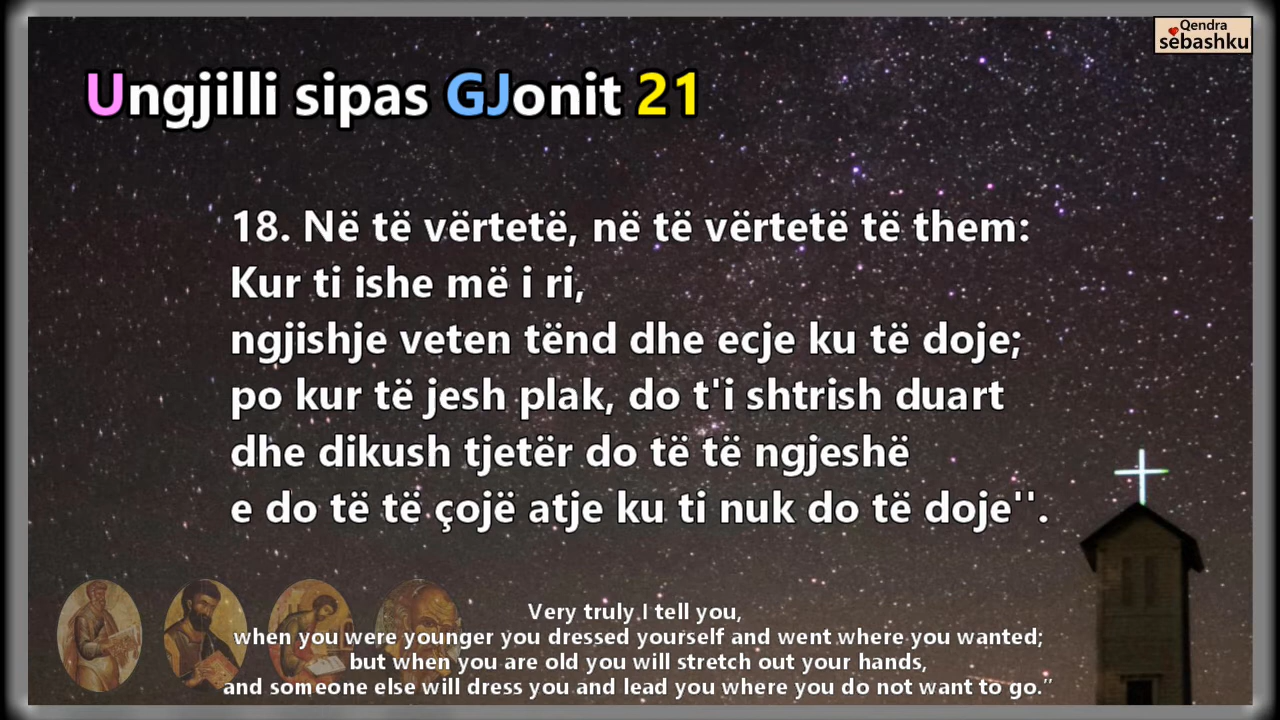 Qendra
sebashku
Ungjilli sipas GJonit 21
18. Në të vërtetë, në të vërtetë të them:
Kur ti ishe më i ri,
ngjishje veten tënd dhe ecje ku të doje;
po kur të jesh plak, do t'i shtrish duart
dhe dikush tjetër do të të ngjeshë
e do të të çojë atje ku ti nuk do të doje''.
Very truly I tell you,
when you were younger you dressed yourself and went where you wanted;
but when you are old you will stretch out your hands,
and someone else will dress you and lead you where you do not want to go.”